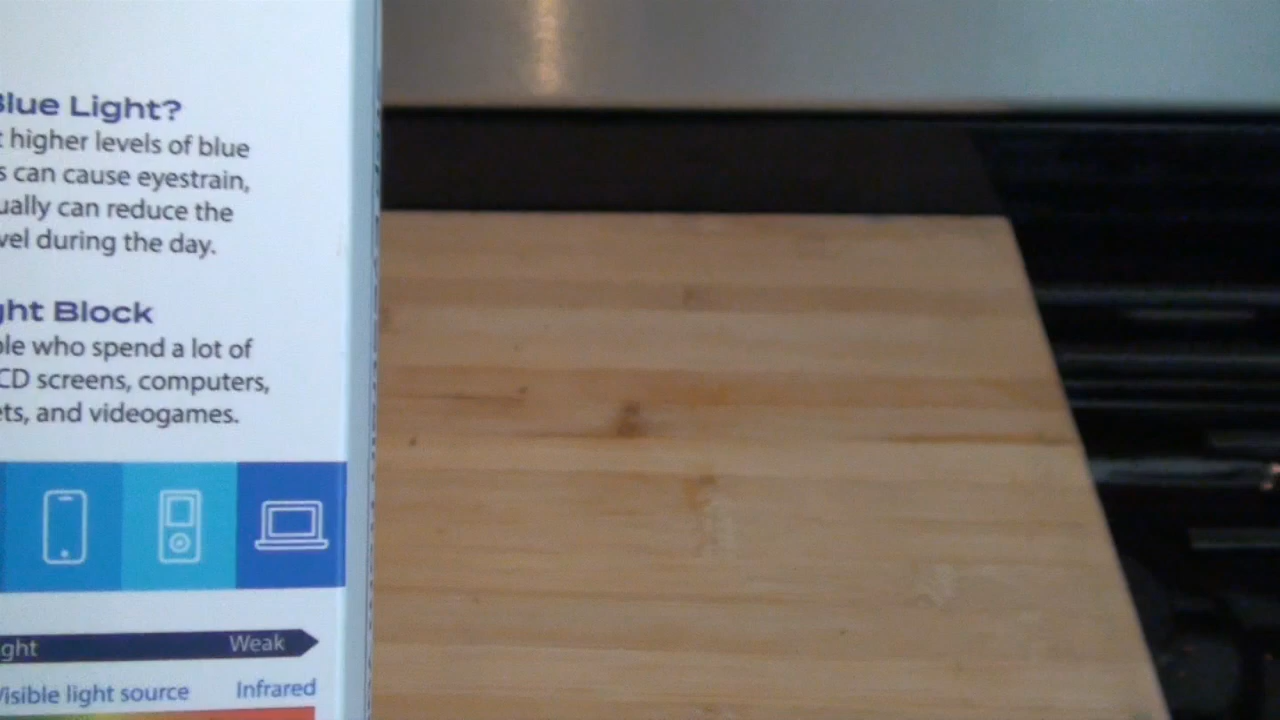 Blue Light?
t higher levels of blue
s can cause eyestrain,
ually can reduce the
vel during the day.
ght Block
ple who spend a lot of
CD screens, computers,
ets, and videogames.
ght Weak
Visible light source Infrared